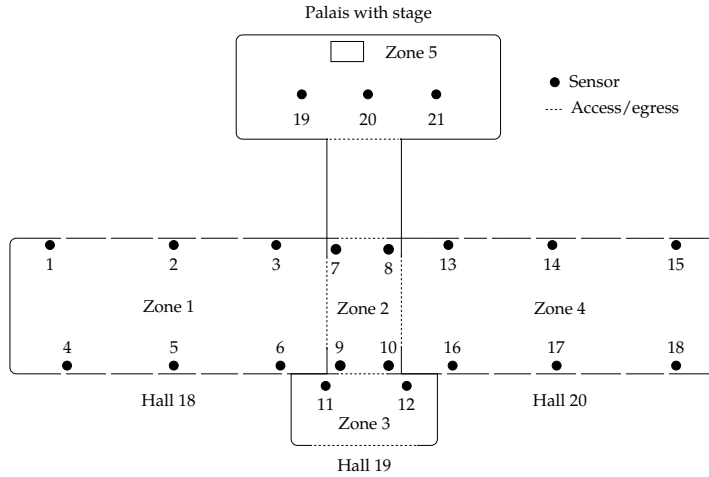 Palais with stage
Zone 5
Sensor
Access/egress
19 20 21
1 2 3 7 8 13 14 15
Zone 1 Zone 2 Zone 4
4 5 6 9 10 16 17 18
Hall 18 11 12 Hall 20
Zone 3
Hall 19